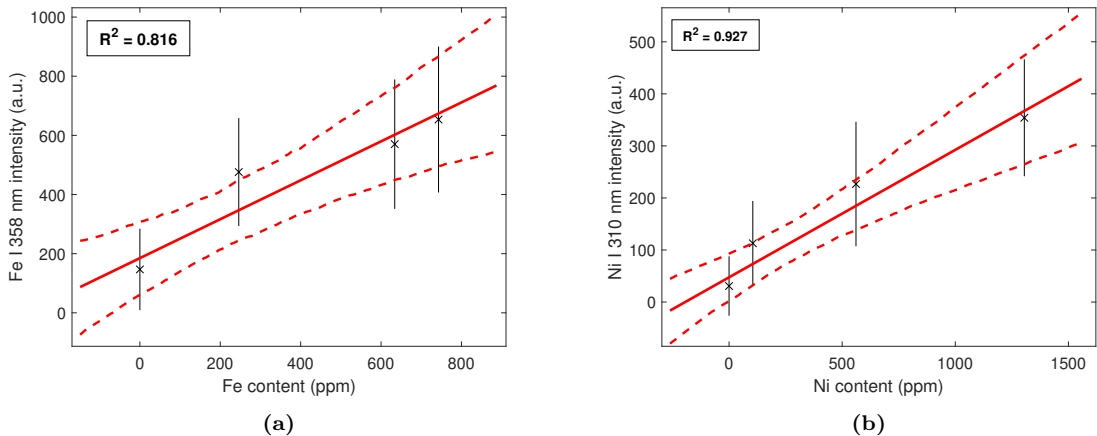 R² = 0.816
1000
800
600
400
200
0
Fe I 358 nm intensity (a.u.)
0 200 400 600 800
Fe content (ppm)
(a)
R² = 0.927
500
400
300
200
100
0
Ni I 310 nm intensity (a.u.)
0 500 1000 1500
Ni content (ppm)
(b)